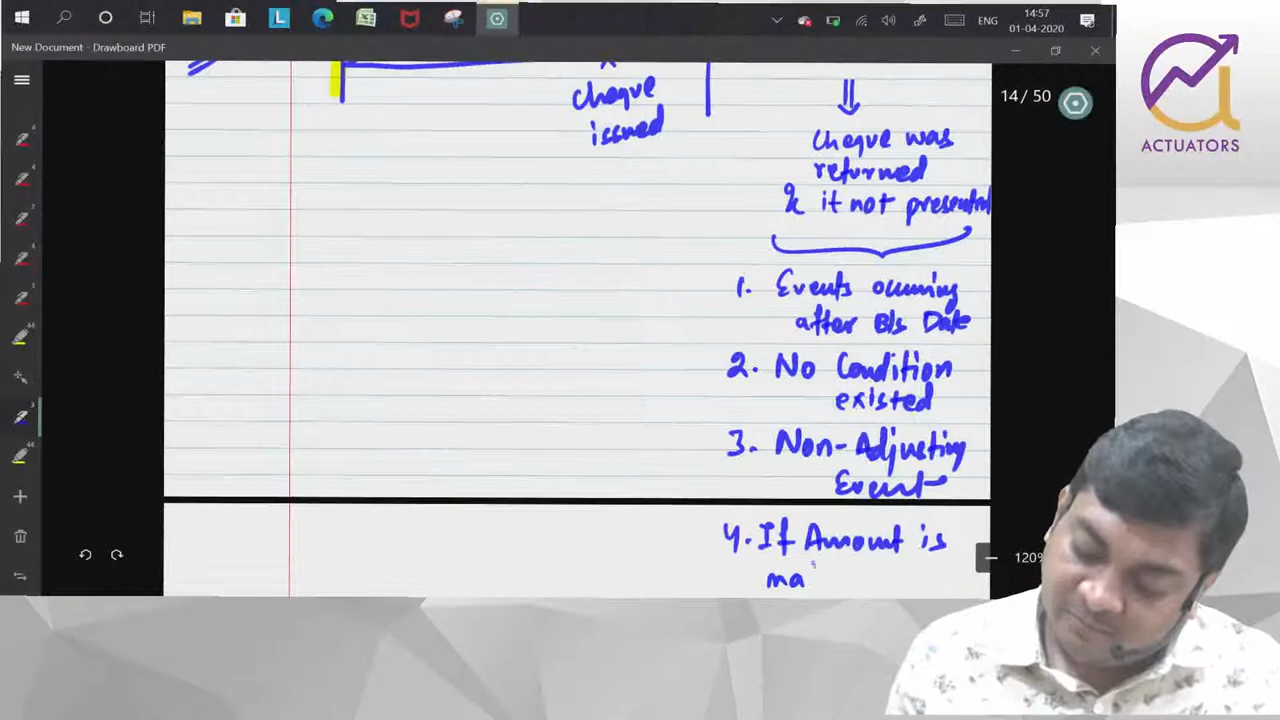 14:57
ENG
01-04-2020
New Document - Drawboard PDF
14 / 50
ACTUATORS
cheque
issued
cheque was
returned
& it not presented
1. Events occurring
after B/s Date
2. No Condition
existed
3. Non-Adjusting
Event
4. If Amount is
ma
120%